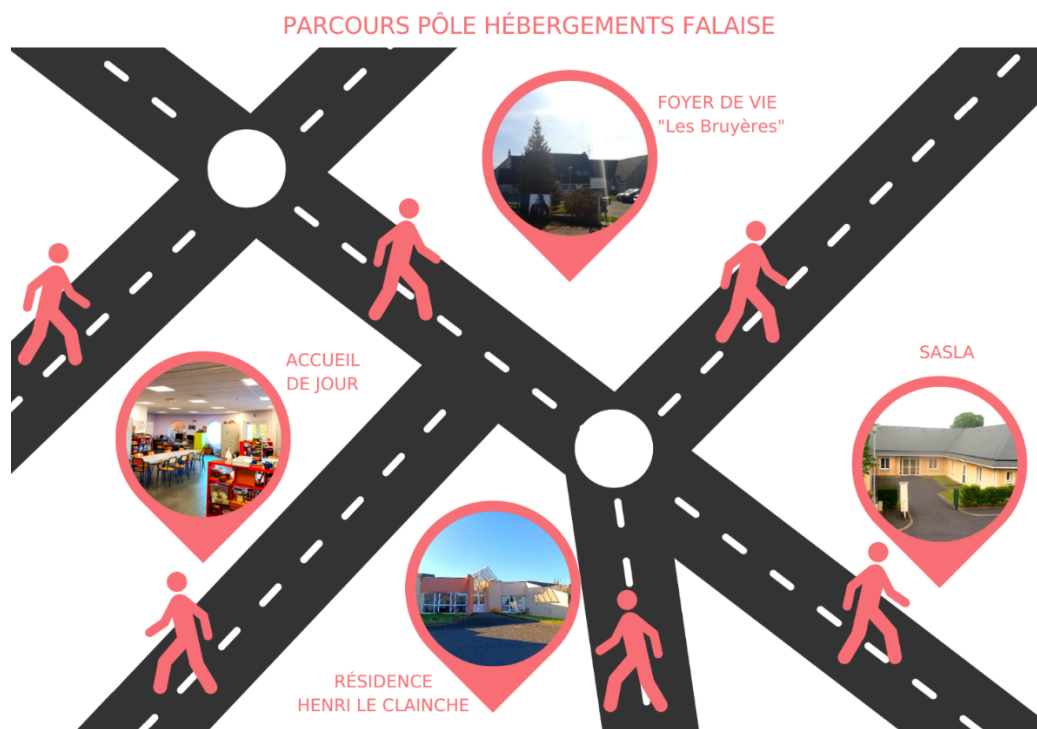 PARCOURS PÔLE HÉBERGEMENTS FALAISE
FOYER DE VIE
"Les Bruyères"
ACCUEIL
DE JOUR
SASLA
RÉSIDENCE
HENRI LE CLAINCHE